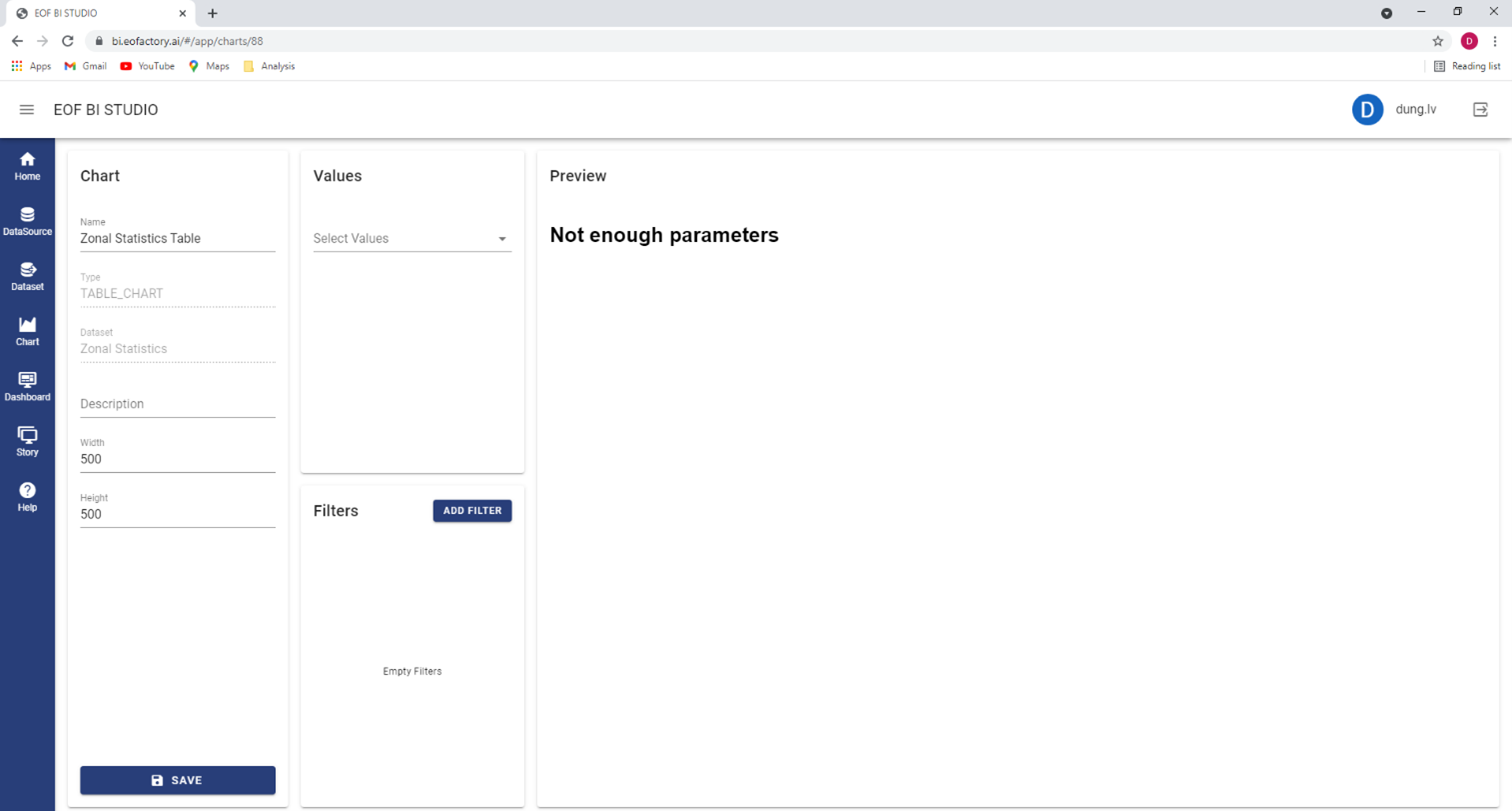 EOF BI STUDIO
bi.eofactory.ai/#/app/charts/88
D
Apps
Gmail
YouTube
Maps
Analysis
Reading list
EOF BI STUDIO
D
dung.lv
Home
DataSource
Dataset
Chart
Dashboard
Story
Help
Chart
Name
Zonal Statistics Table
Type
TABLE_CHART
Dataset
Zonal Statistics
Description
Width
500
Height
500
SAVE
Values
Select Values
Filters
ADD FILTER
Empty Filters
Preview
Not enough parameters